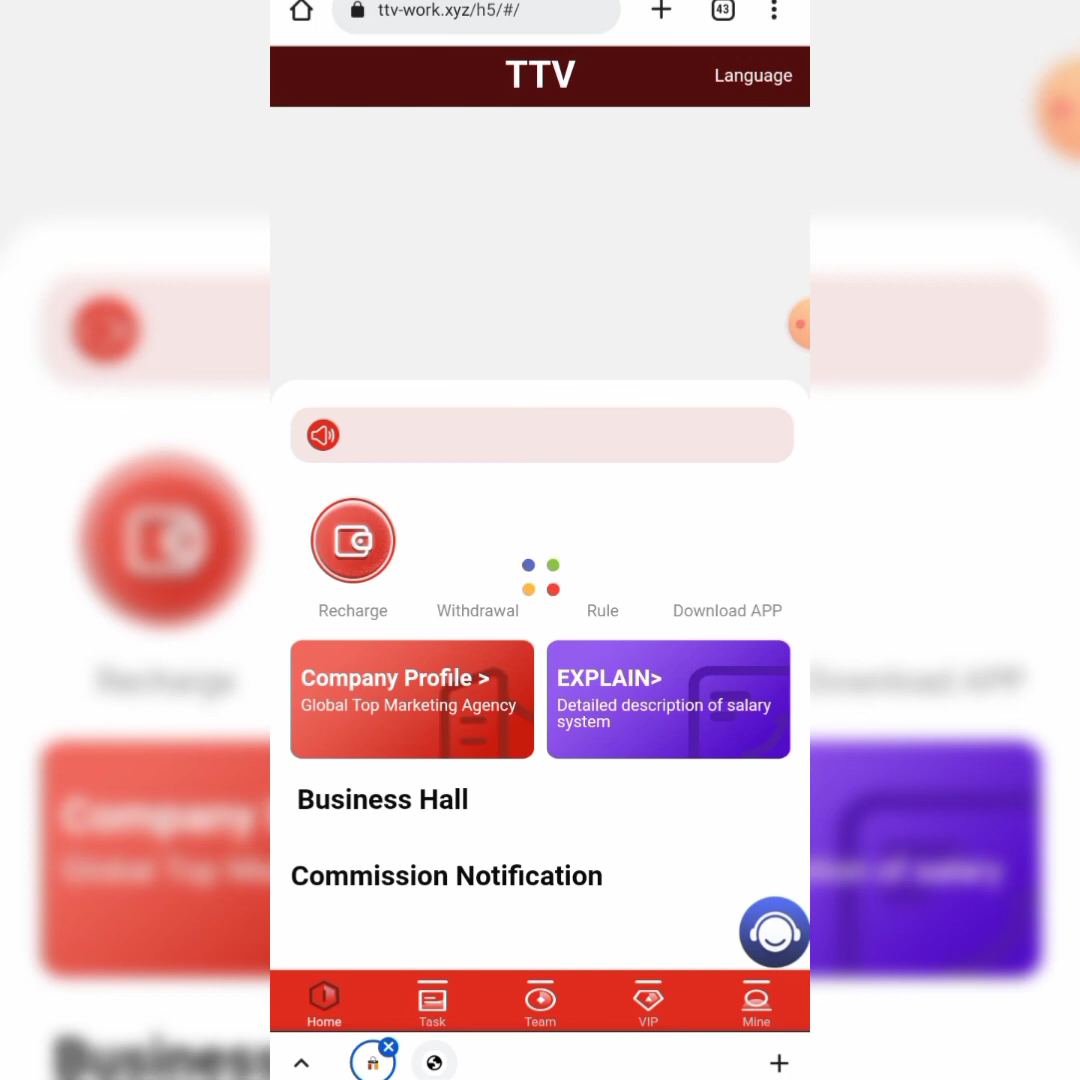 ttv-work.xyz/h5/#/
43
TTV
Language
Recharge
Withdrawal
Rule
Download APP
Company Profile >
Global Top Marketing Agency
EXPLAIN>
Detailed description of salary
system
Business Hall
Commission Notification
Home
Task
Team
VIP
Mine